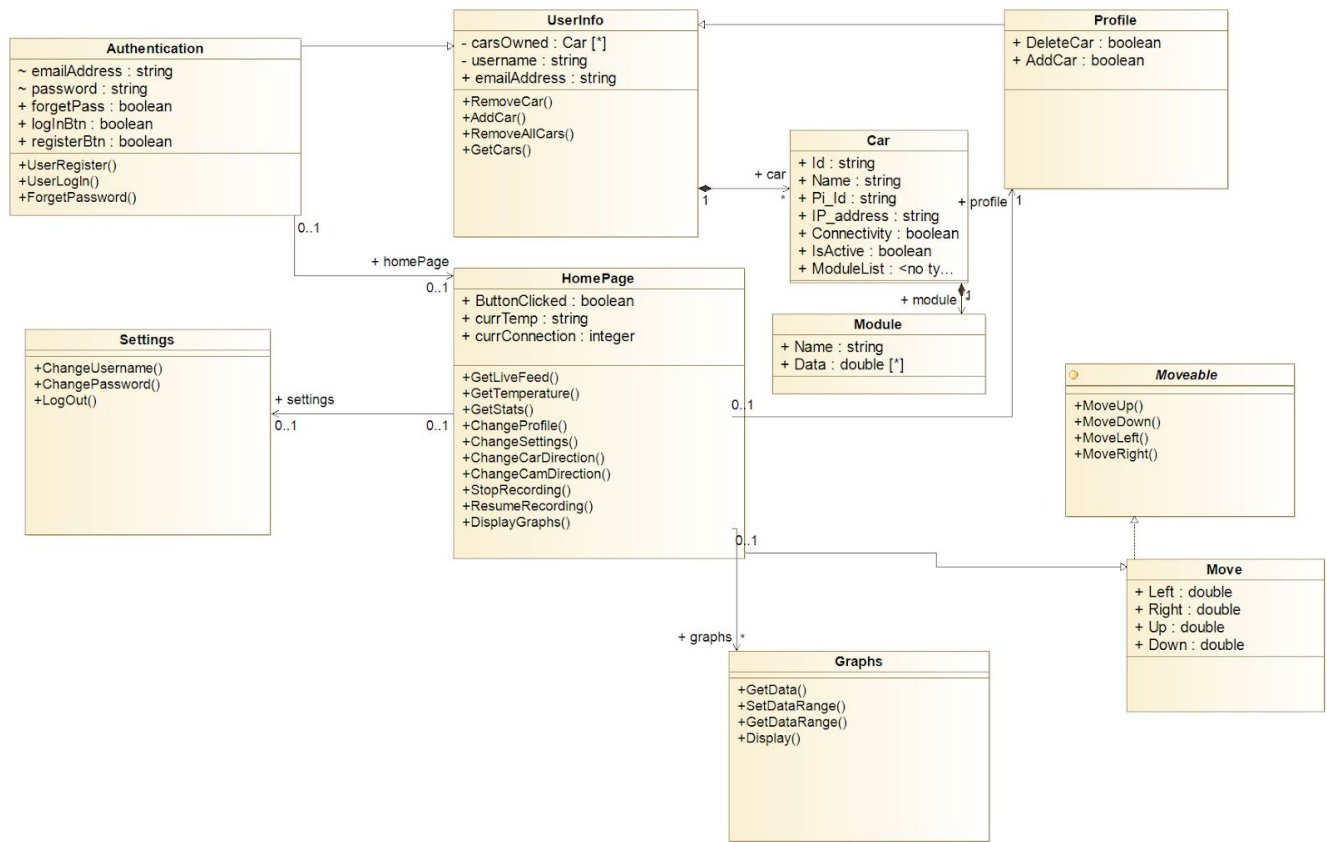 Authentication
~ emailAddress : string
~ password : string
+ forgetPass : boolean
+ logInBtn : boolean
+ registerBtn : boolean
+UserRegister()
+UserLogIn()
+ForgetPassword()
0..1
UserInfo
- carsOwned : Car [*]
- username : string
+ emailAddress : string
+RemoveCar()
+AddCar()
+RemoveAllCars()
+GetCars()
1
+ car
*
Profile
+ DeleteCar : boolean
+ AddCar : boolean
+ profile
1
Car
+ Id : string
+ Name : string
+ Pi_Id : string
+ IP_address : string
+ Connectivity : boolean
+ IsActive : boolean
+ ModuleList : <no ty...
+ module
1
Module
+ Name : string
+ Data : double [*]
+ homePage
0..1
HomePage
+ ButtonClicked : boolean
+ currTemp : string
+ currConnection : integer
+GetLiveFeed()
+GetTemperature()
+GetStats()
+ChangeProfile()
+ChangeSettings()
+ChangeCarDirection()
+ChangeCamDirection()
+StopRecording()
+ResumeRecording()
+DisplayGraphs()
0..1
0..1
0..1
Settings
+ChangeUsername()
+ChangePassword()
+LogOut()
+ settings
0..1
Moveable
+MoveUp()
+MoveDown()
+MoveLeft()
+MoveRight()
Move
+ Left : double
+ Right : double
+ Up : double
+ Down : double
+ graphs
*
Graphs
+GetData()
+SetDataRange()
+GetDataRange()
+Display()